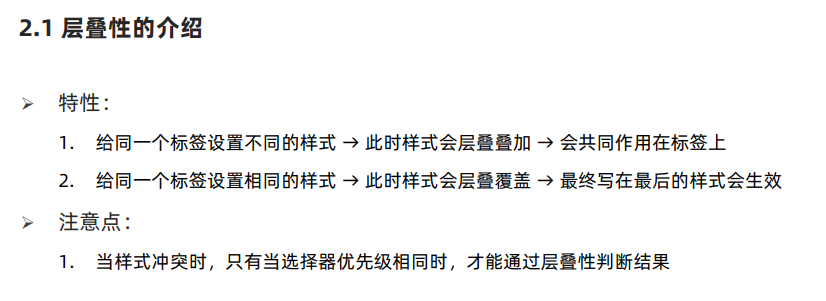 2.1 层叠性的介绍
➢ 特性：
1. 给同一个标签设置不同的样式 → 此时样式会层叠叠加 → 会共同作用在标签上
2. 给同一个标签设置相同的样式 → 此时样式会层叠覆盖 → 最终写在最后的样式会生效
➢ 注意点：
1. 当样式冲突时，只有当选择器优先级相同时，才能通过层叠性判断结果